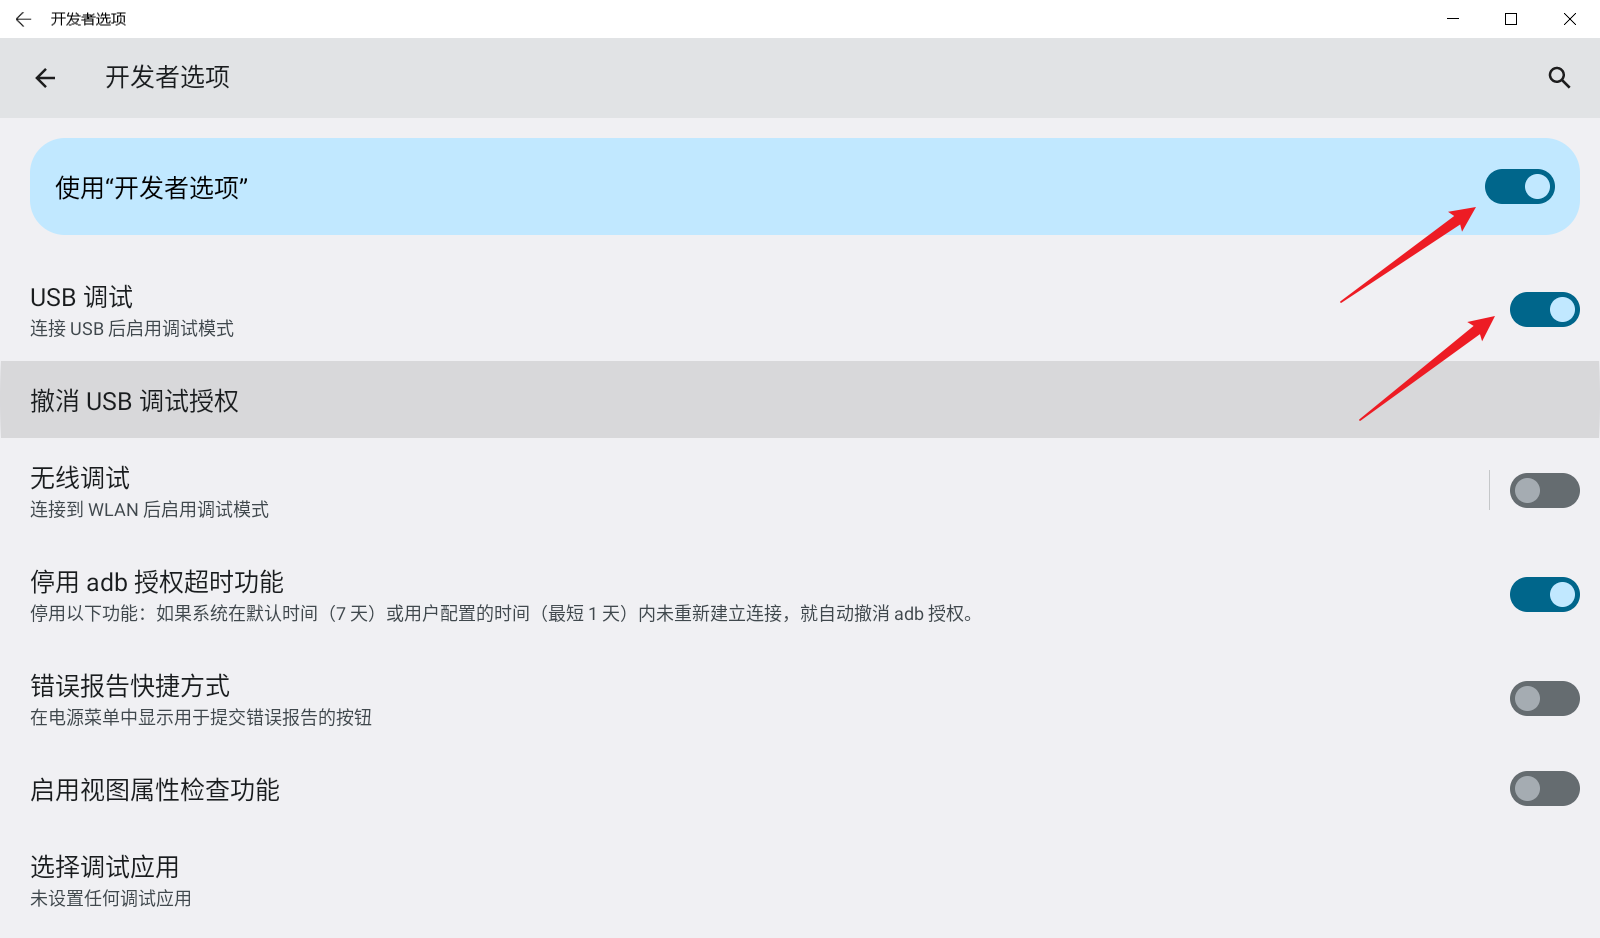 开发者选项
开发者选项
使用“开发者选项”
USB 调试
连接 USB 后启用调试模式
撤消 USB 调试授权
无线调试
连接到 WLAN 后启用调试模式
停用 adb 授权超时功能
停用以下功能：如果系统在默认时间（7 天）或用户配置的时间（最短 1 天）内未重新建立连接，就自动撤消 adb 授权。
错误报告快捷方式
在电源菜单中显示用于提交错误报告的按钮
启用视图属性检查功能
选择调试应用
未设置任何调试应用